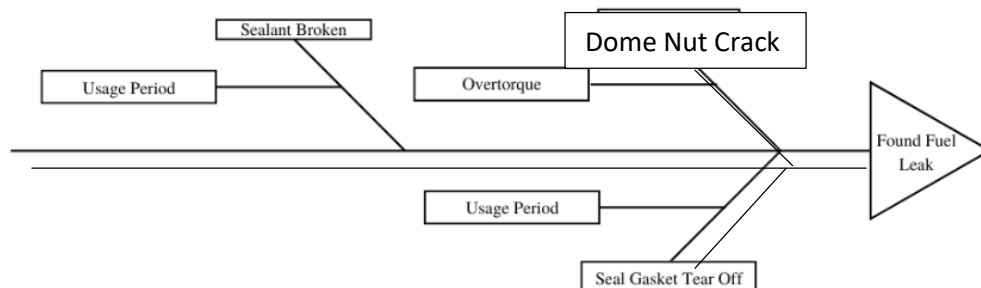 Sealant Broken
Dome Nut Crack
Usage Period
Overtorque
Found Fuel
Leak
Usage Period
Seal Gasket Tear Off